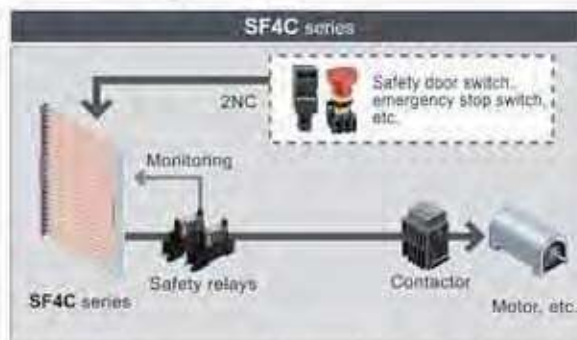 SF4C series
Safety door switch,
emergency stop switch,
etc.
2NC
Monitoring
Safety relays
Contactor
SF4C series
Motor, etc.